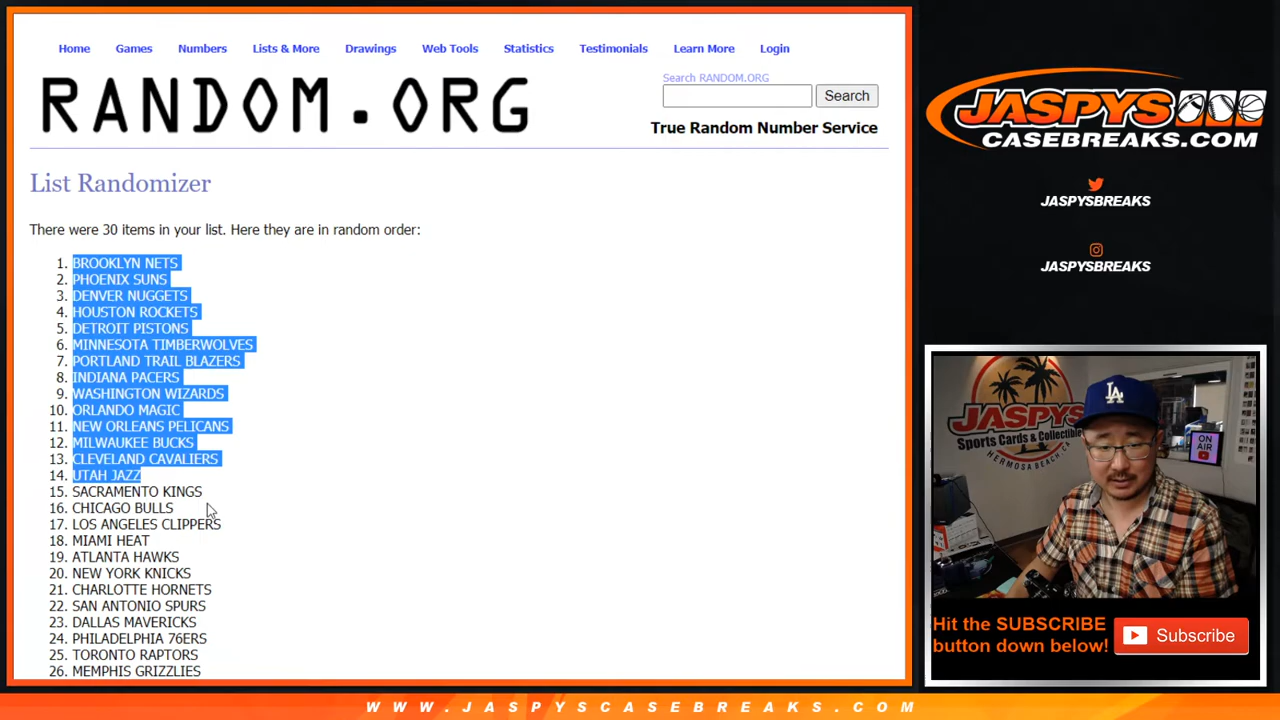 Home Games Numbers Lists & More Drawings Web Tools Statistics Testimonials Learn More Login
RANDOM.ORG
Search RANDOM.ORG
Search
True Random Number Service
List Randomizer
There were 30 items in your list. Here they are in random order:
1. BROOKLYN NETS
2. PHOENIX SUNS
3. DENVER NUGGETS
4. HOUSTON ROCKETS
5. DETROIT PISTONS
6. MINNESOTA TIMBERWOLVES
7. PORTLAND TRAIL BLAZERS
8. INDIANA PACERS
9. WASHINGTON WIZARDS
10. ORLANDO MAGIC
11. NEW ORLEANS PELICANS
12. MILWAUKEE BUCKS
13. CLEVELAND CAVALIERS
14. UTAH JAZZ
15. SACRAMENTO KINGS
16. CHICAGO BULLS
17. LOS ANGELES CLIPPERS
18. MIAMI HEAT
19. ATLANTA HAWKS
20. NEW YORK KNICKS
21. CHARLOTTE HORNETS
22. SAN ANTONIO SPURS
23. DALLAS MAVERICKS
24. PHILADELPHIA 76ERS
25. TORONTO RAPTORS
26. MEMPHIS GRIZZLIES
JASPYS
CASEBREAKS.COM
JASPYSBREAKS
JASPYSBREAKS
JASPYS
Sports Cards & Collectibles
HERMOSA BEACH, CA
LA
ON AIR
Hit the SUBSCRIBE
button down below!
Subscribe
WWW.JASPYSCASEBREAKS.COM